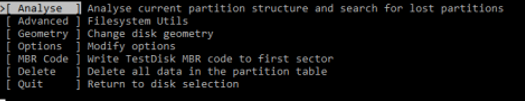 >[ Analyse  ] Analyse current partition structure and search for lost partitions
[ Advanced ] Filesystem Utils
[ Geometry ] Change disk geometry
[ Options  ] Modify options
[ MBR Code ] Write TestDisk MBR code to first sector
[ Delete   ] Delete all data in the partition table
[ Quit     ] Return to disk selection